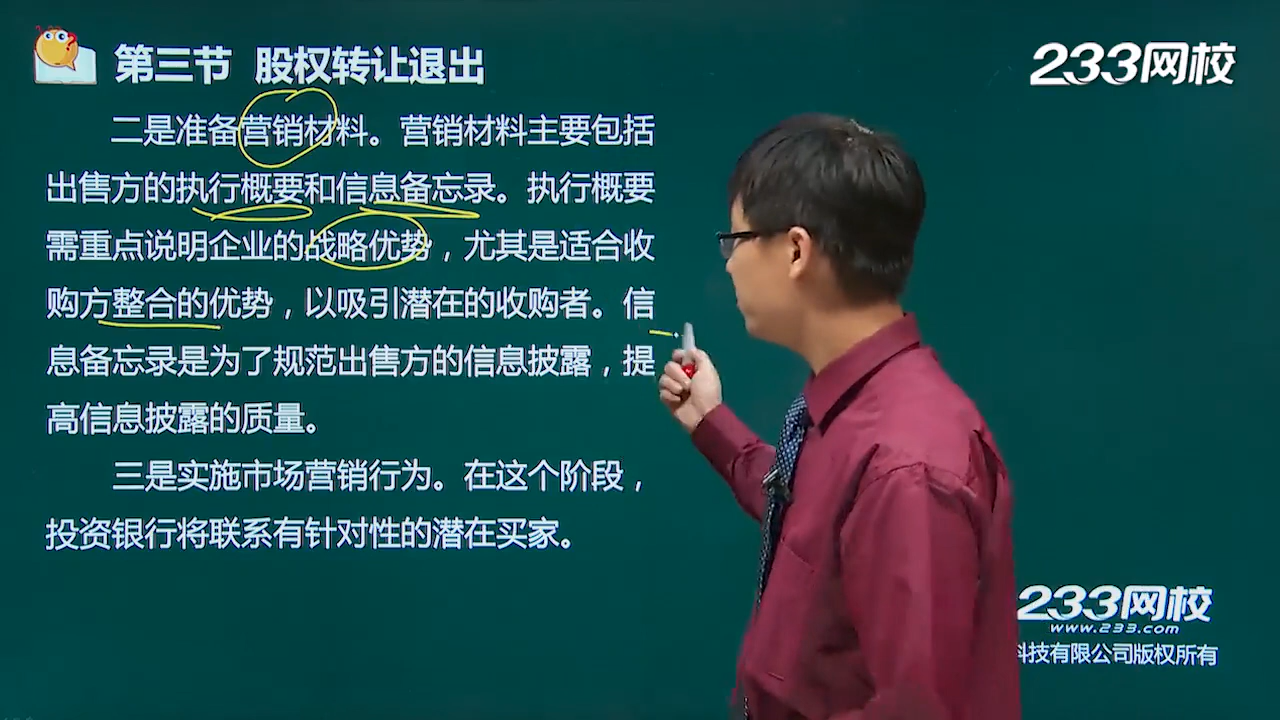 第三节 股权转让退出
233网校
二是准备营销材料。营销材料主要包括
出售方的执行概要和信息备忘录。执行概要
需重点说明企业的战略优势，尤其是适合收
购方整合的优势，以吸引潜在的收购者。信
息备忘录是为了规范出售方的信息披露，提
高信息披露的质量。
三是实施市场营销行为。在这个阶段，
投资银行将联系有针对性的潜在买家。
233网校
www.233.com
科技有限公司版权所有